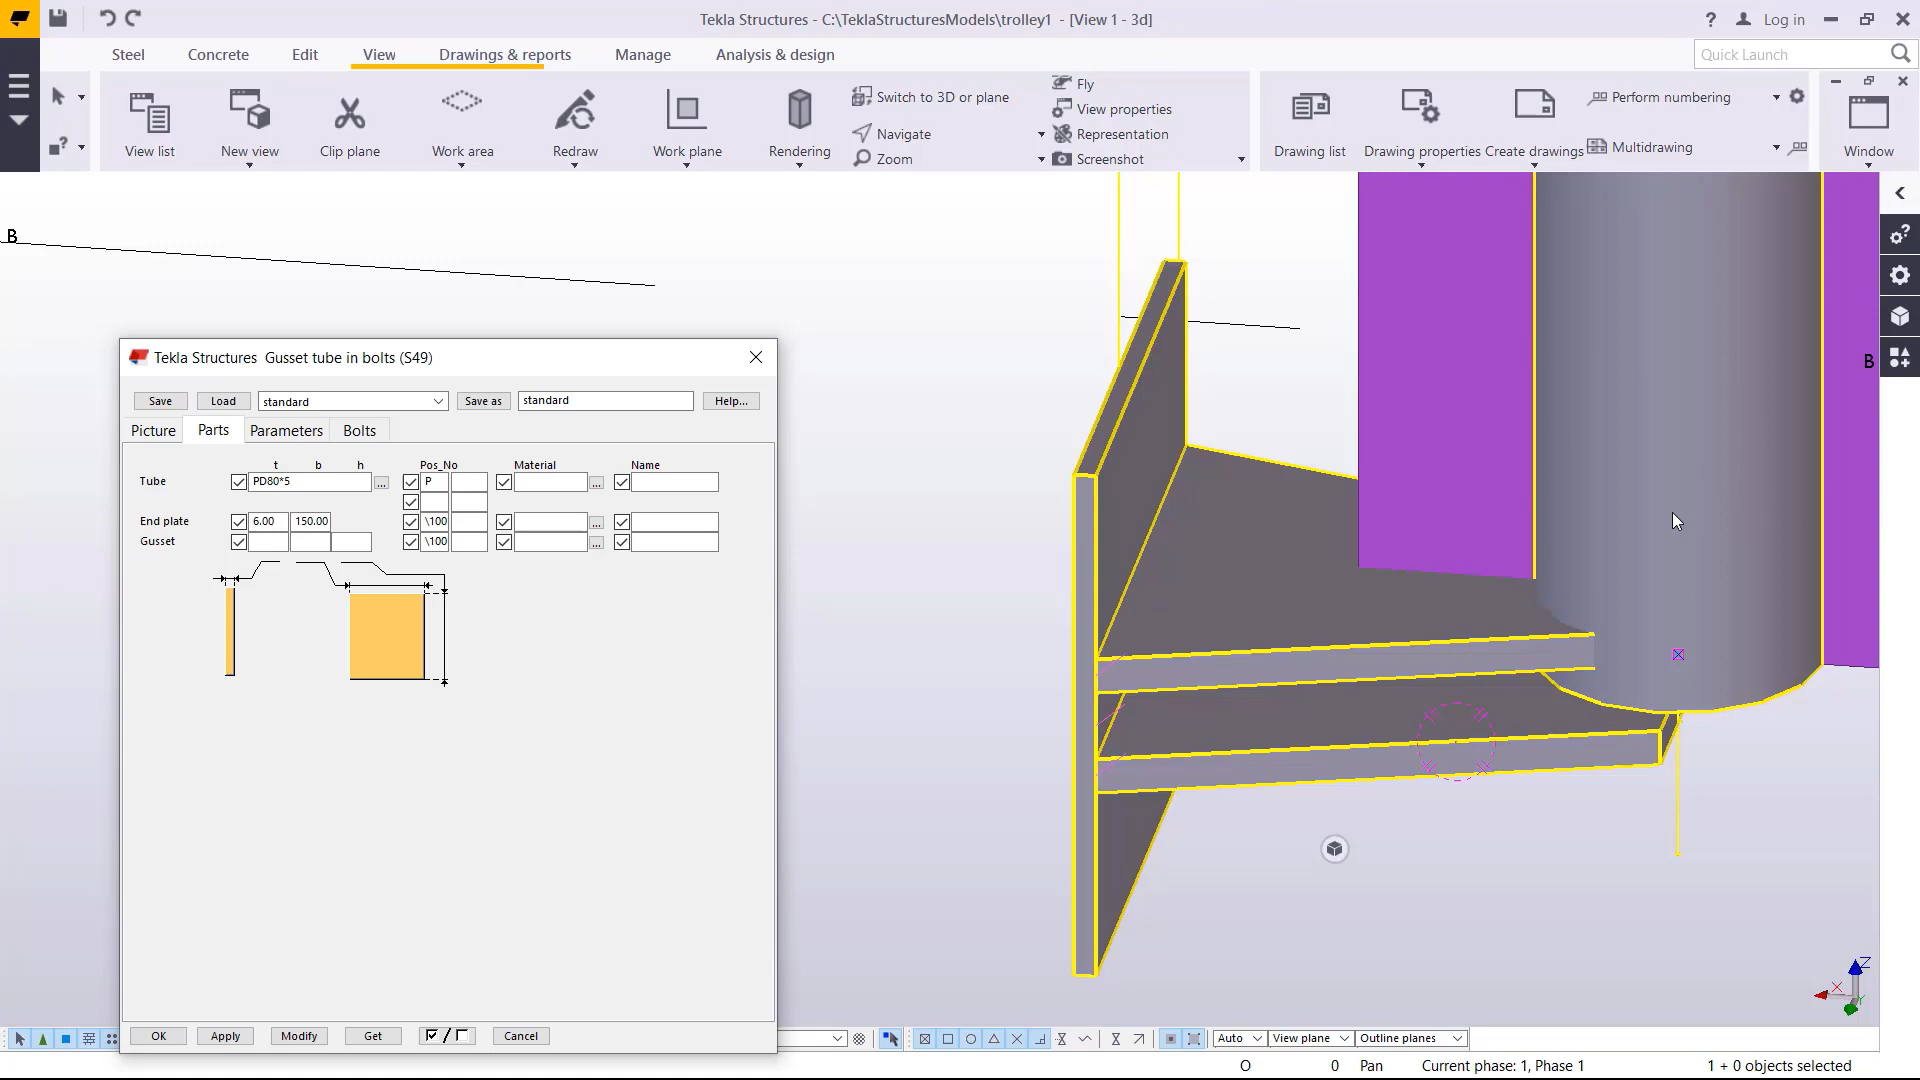 Tekla Structures - C:\TeklaStructuresModels\trolley1 - [View 1 - 3d]
? Log in
Steel Concrete Edit View Drawings & reports Manage Analysis & design
Quick Launch
View list
New view
Clip plane
Work area
Redraw
Work plane
Rendering
Switch to 3D or plane
Navigate
Zoom
Fly
View properties
Representation
Screenshot
Drawing list
Drawing properties
Create drawings
Perform numbering
Multidrawing
Window
B
B
Tekla Structures Gusset tube in bolts (S49)
Save Load standard Save as standard Help...
Picture Parts Parameters Bolts
t b h Pos_No Material Name
Tube PD80*5 P ... ...
End plate 6.00 150.00 \100 ...
Gusset \100 ...
OK Apply Modify Get / Cancel
Z
X
Y
Auto View plane Outline planes
O 0 Pan Current phase: 1, Phase 1 1 + 0 objects selected